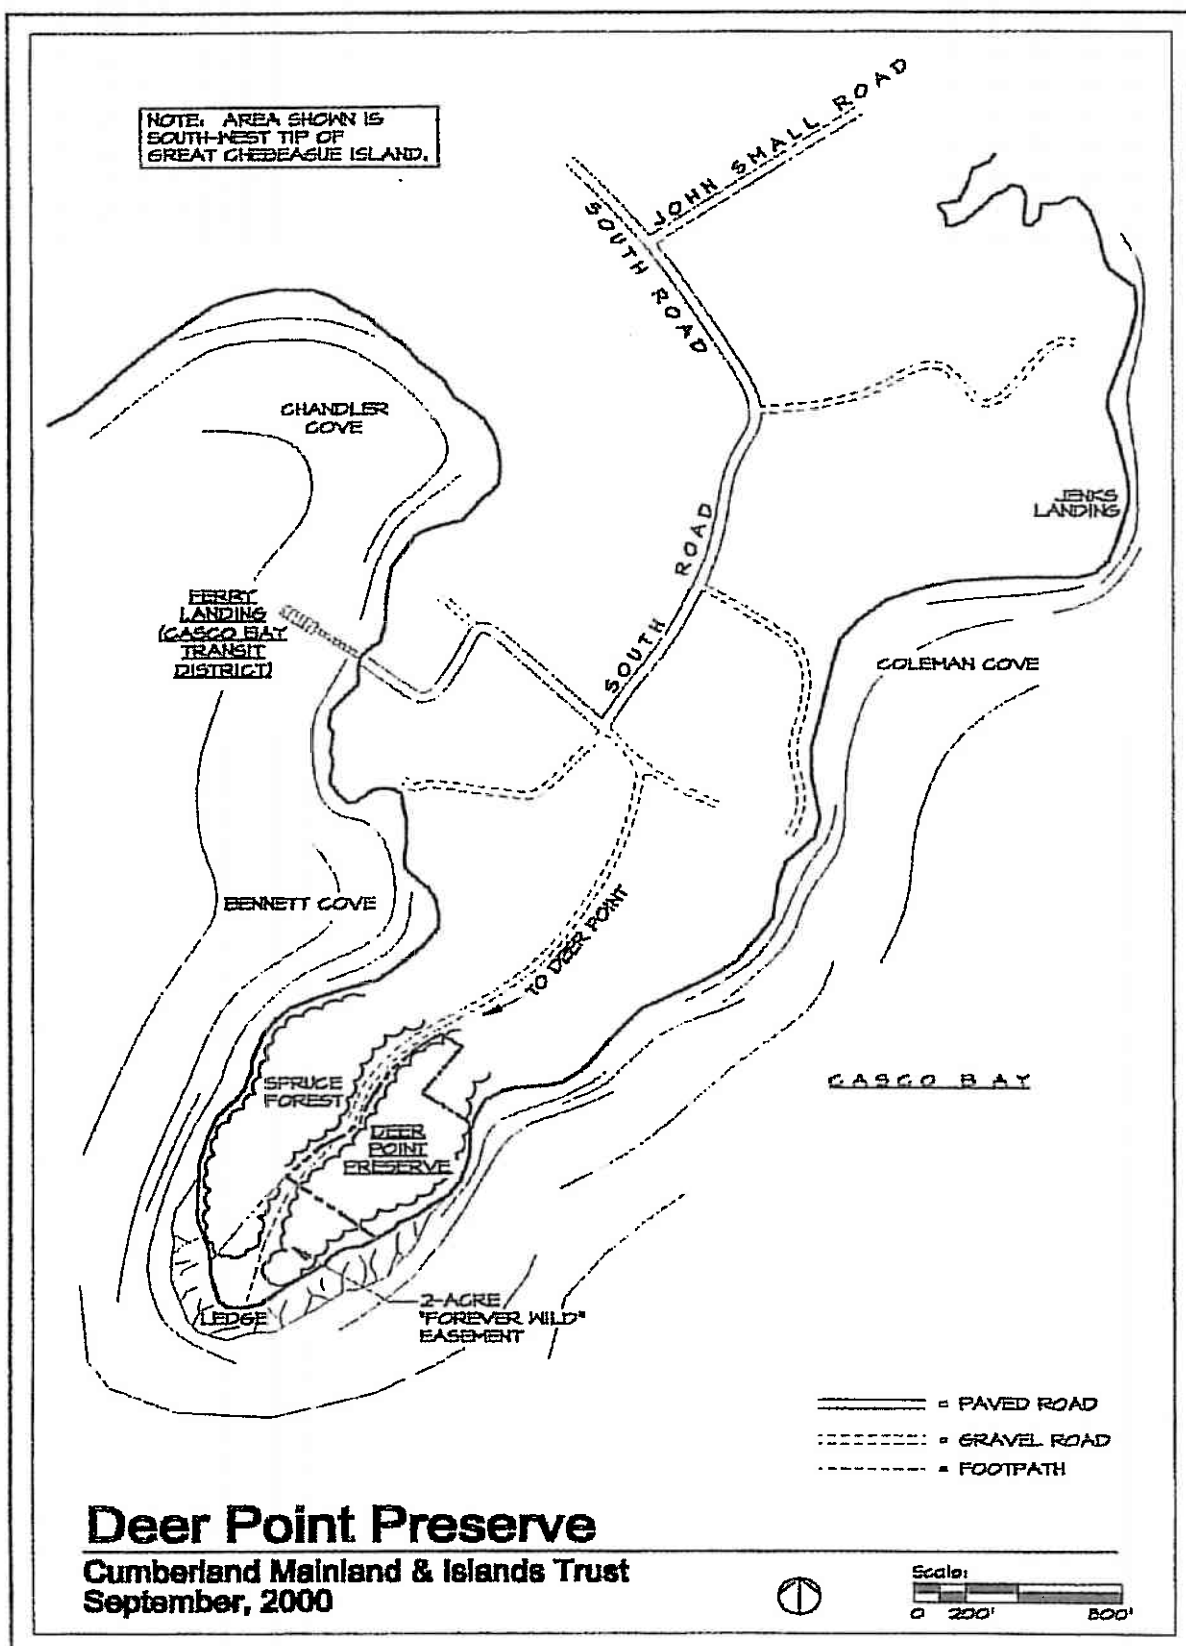 NOTE: AREA SHOWN IS
SOUTH-WEST TIP OF
GREAT CHEBEAGUE ISLAND.
JOHN SMALL ROAD
SOUTH ROAD
CHANDLER
COVE
JENKS
LANDING
SOUTH ROAD
FERRY
LANDING
(CASCO BAY
TRANSIT
DISTRICT)
COLEMAN COVE
BENNETT COVE
TO DEER POINT
SPRUCE
FOREST
CASCO BAY
DEER
POINT
PRESERVE
2-ACRE
"FOREVER WILD"
EASEMENT
LEDGE
= PAVED ROAD
= GRAVEL ROAD
= FOOTPATH
Deer Point Preserve
Cumberland Mainland & Islands Trust
September, 2000
Scale:
0 200' 800'